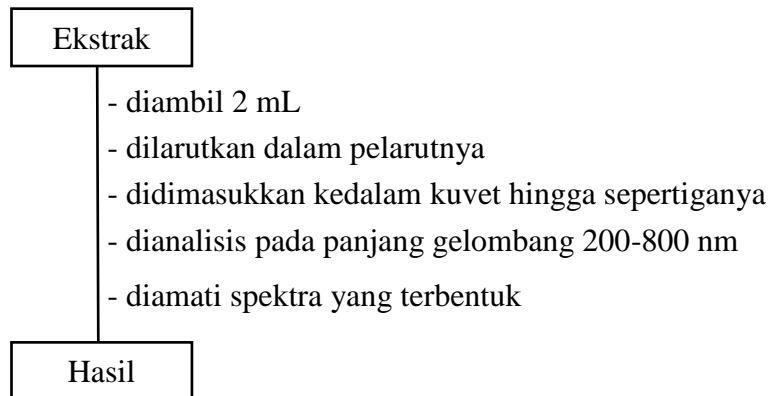 Ekstrak
- diambil 2 mL
- dilarutkan dalam pelarutnya
- didimasukkan kedalam kuvet hingga sepertiganya
- dianalisis pada panjang gelombang 200-800 nm
- diamati spektra yang terbentuk
Hasil